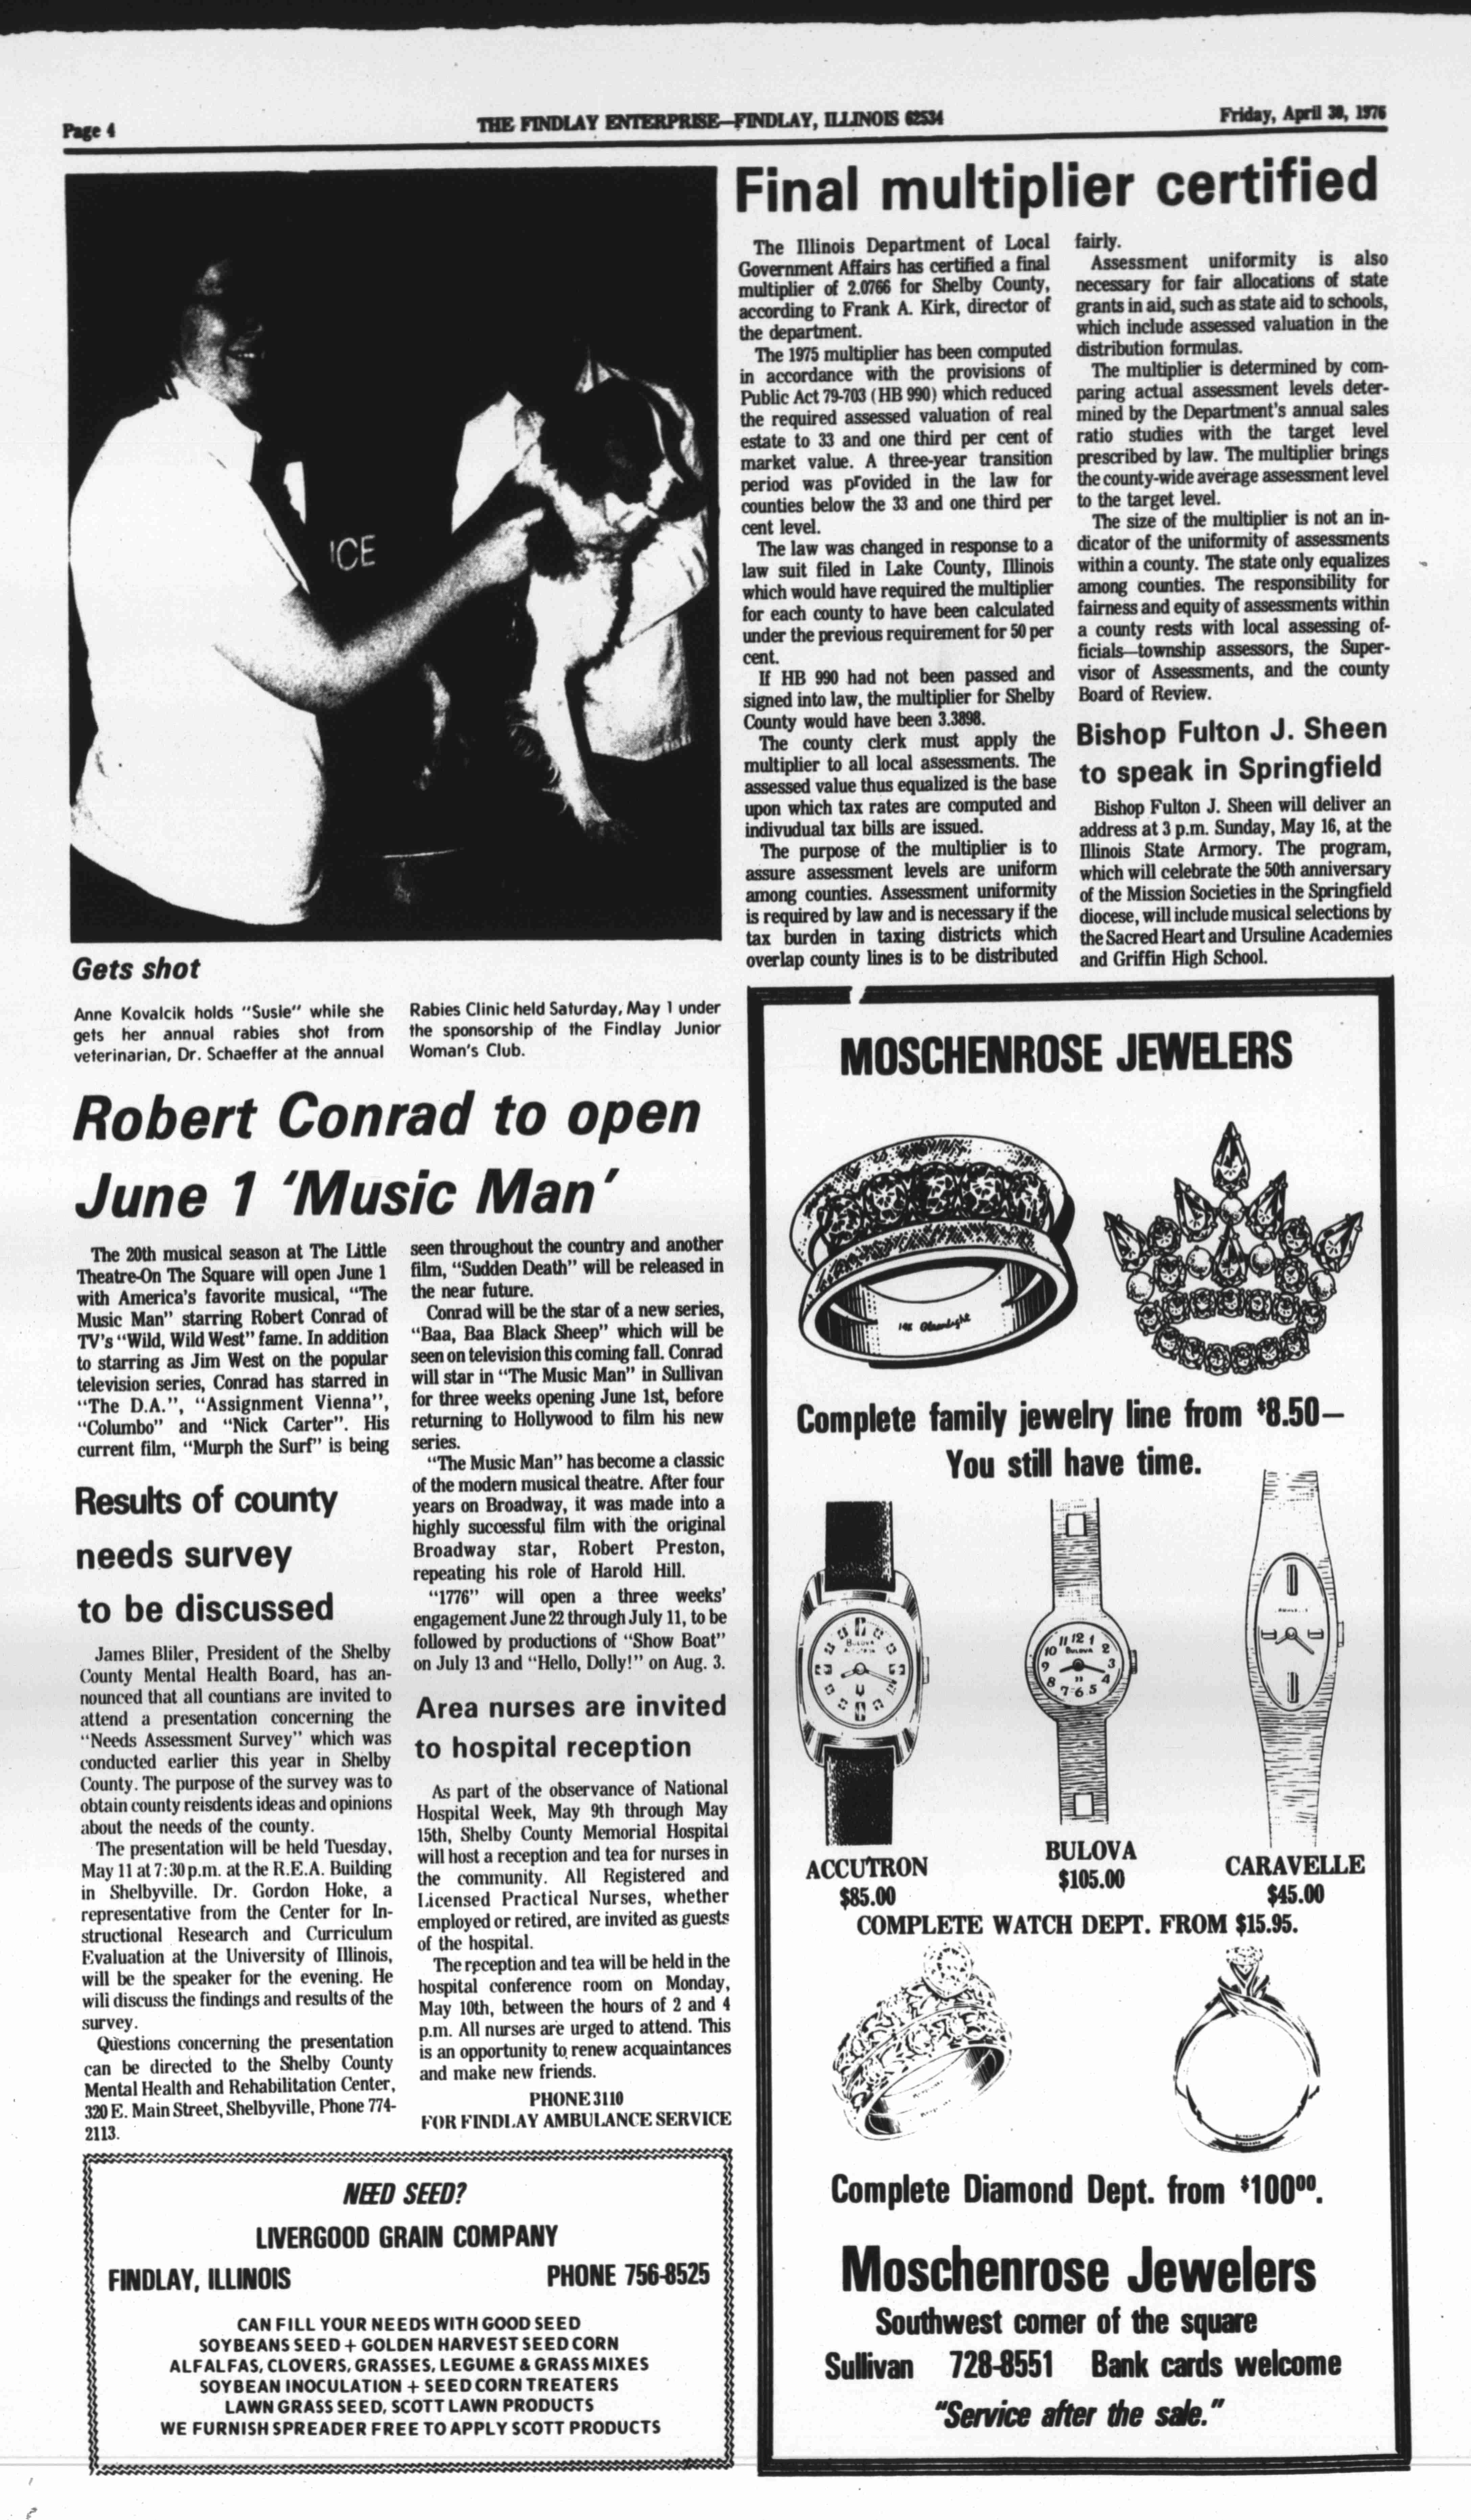 Page 4
THE FINDLAY ENTERPRISE—FINDLAY, ILLINOIS 62534
Friday, April 30, 1976
ICE
Gets shot
Anne Kovalcik holds "Susie" while she
gets her annual rabies shot from
veterinarian, Dr. Schaeffer at the annual
Rabies Clinic held Saturday, May 1 under
the sponsorship of the Findlay Junior
Woman's Club.
Final multiplier certified
The Illinois Department of Local
Government Affairs has certified a final
multiplier of 2.0766 for Shelby County,
according to Frank A. Kirk, director of
the department.
The 1975 multiplier has been computed
in accordance with the provisions of
Public Act 79-703 (HB 990) which reduced
the required assessed valuation of real
estate to 33 and one third per cent of
market value. A three-year transition
period was provided in the law for
counties below the 33 and one third per
cent level.
The law was changed in response to a
law suit filed in Lake County, Illinois
which would have required the multiplier
for each county to have been calculated
under the previous requirement for 50 per
cent.
If HB 990 had not been passed and
signed into law, the multiplier for Shelby
County would have been 3.3898.
The county clerk must apply the
multiplier to all local assessments. The
assessed value thus equalized is the base
upon which tax rates are computed and
indivudual tax bills are issued.
The purpose of the multiplier is to
assure assessment levels are uniform
among counties. Assessment uniformity
is required by law and is necessary if the
tax burden in taxing districts which
overlap county lines is to be distributed
fairly.
Assessment uniformity is also
necessary for fair allocations of state
grants in aid, such as state aid to schools,
which include assessed valuation in the
distribution formulas.
The multiplier is determined by com-
paring actual assessment levels deter-
mined by the Department's annual sales
ratio studies with the target level
prescribed by law. The multiplier brings
the county-wide average assessment level
to the target level.
The size of the multiplier is not an in-
dicator of the uniformity of assessments
within a county. The state only equalizes
among counties. The responsibility for
fairness and equity of assessments within
a county rests with local assessing of-
ficials—township assessors, the Super-
visor of Assessments, and the county
Board of Review.
Bishop Fulton J. Sheen
to speak in Springfield
Bishop Fulton J. Sheen will deliver an
address at 3 p.m. Sunday, May 16, at the
Illinois State Armory. The program,
which will celebrate the 50th anniversary
of the Mission Societies in the Springfield
diocese, will include musical selections by
the Sacred Heart and Ursuline Academies
and Griffin High School.
Robert Conrad to open
June 1 'Music Man'
The 20th musical season at The Little
Theatre-On The Square will open June 1
with America's favorite musical, "The
Music Man" starring Robert Conrad of
TV's "Wild, Wild West" fame. In addition
to starring as Jim West on the popular
television series, Conrad has starred in
"The D.A.", "Assignment Vienna",
"Columbo" and "Nick Carter". His
current film, "Murph the Surf" is being
seen throughout the country and another
film, "Sudden Death" will be released in
the near future.
Conrad will be the star of a new series,
"Baa, Baa Black Sheep" which will be
seen on television this coming fall. Conrad
will star in "The Music Man" in Sullivan
for three weeks opening June 1st, before
returning to Hollywood to film his new
series.
"The Music Man" has become a classic
of the modern musical theatre. After four
years on Broadway, it was made into a
highly successful film with the original
Broadway star, Robert Preston,
repeating his role of Harold Hill.
"1776" will open a three weeks'
engagement June 22 through July 11, to be
followed by productions of "Show Boat"
on July 13 and "Hello, Dolly!" on Aug. 3.
Results of county
needs survey
to be discussed
James Bliler, President of the Shelby
County Mental Health Board, has an-
nounced that all countians are invited to
attend a presentation concerning the
"Needs Assessment Survey" which was
conducted earlier this year in Shelby
County. The purpose of the survey was to
obtain county reisdents ideas and opinions
about the needs of the county.
The presentation will be held Tuesday,
May 11 at 7:30 p.m. at the R.E.A. Building
in Shelbyville. Dr. Gordon Hoke, a
representative from the Center for In-
structional Research and Curriculum
Evaluation at the University of Illinois,
will be the speaker for the evening. He
will discuss the findings and results of the
survey.
Questions concerning the presentation
can be directed to the Shelby County
Mental Health and Rehabilitation Center,
320 E. Main Street, Shelbyville, Phone 774-
2113.
Area nurses are invited
to hospital reception
As part of the observance of National
Hospital Week, May 9th through May
15th, Shelby County Memorial Hospital
will host a reception and tea for nurses in
the community. All Registered and
Licensed Practical Nurses, whether
employed or retired, are invited as guests
of the hospital.
The reception and tea will be held in the
hospital conference room on Monday,
May 10th, between the hours of 2 and 4
p.m. All nurses are urged to attend. This
is an opportunity to renew acquaintances
and make new friends.
PHONE 3110
FOR FINDLAY AMBULANCE SERVICE
NEED SEED?
LIVERGOOD GRAIN COMPANY
FINDLAY, ILLINOIS PHONE 756-8525
CAN FILL YOUR NEEDS WITH GOOD SEED
SOYBEANS SEED + GOLDEN HARVEST SEED CORN
ALFALFAS, CLOVERS, GRASSES, LEGUME & GRASS MIXES
SOYBEAN INOCULATION + SEED CORN TREATERS
LAWN GRASS SEED, SCOTT LAWN PRODUCTS
WE FURNISH SPREADER FREE TO APPLY SCOTT PRODUCTS
MOSCHENROSE JEWELERS
Complete family jewelry line from $8.50—
You still have time.
BULOVA
11 12 1
10 BULOVA 2
9 3
8 4
7 6 5
ACCUTRON
$85.00
BULOVA
$105.00
CARAVELLE
$45.00
COMPLETE WATCH DEPT. FROM $15.95.
Complete Diamond Dept. from $100⁰⁰.
Moschenrose Jewelers
Southwest corner of the square
Sullivan 728-8551 Bank cards welcome
"Service after the sale."